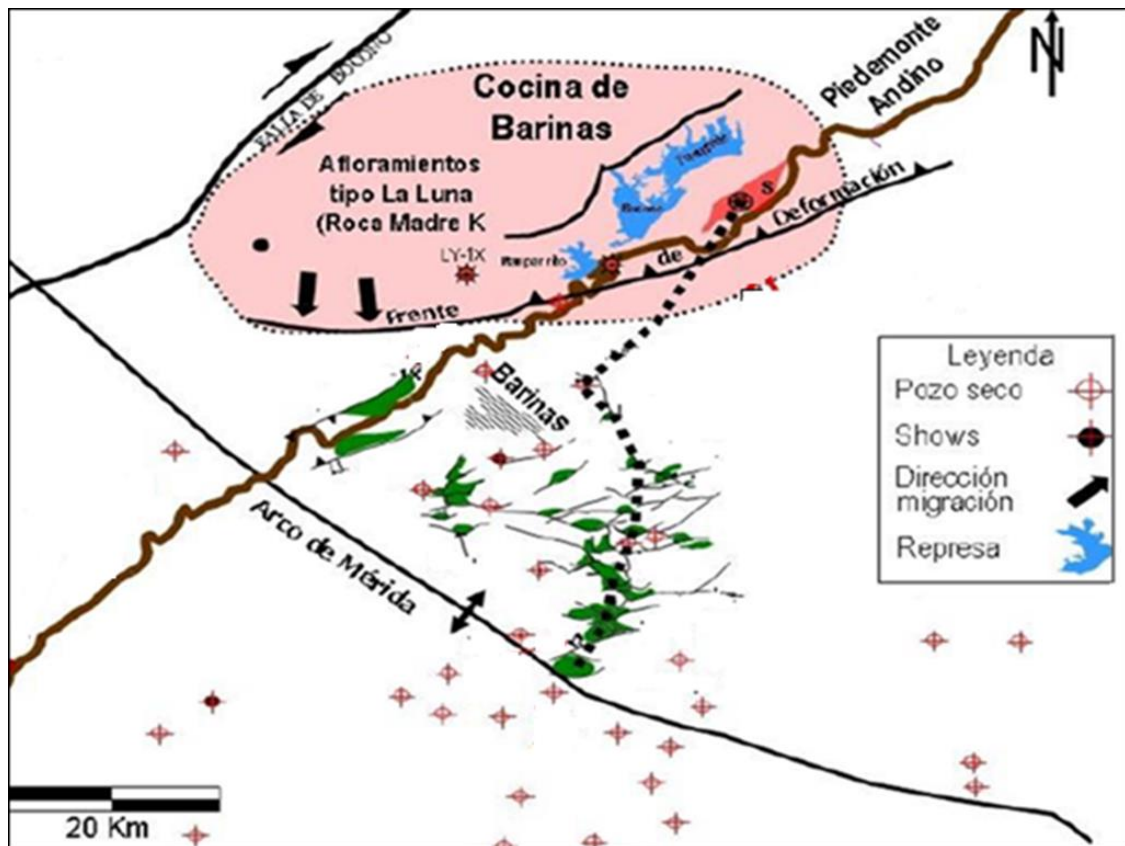 FALLA DE BOCONO
Cocina de
Barinas
Afloramientos
tipo La Luna
(Roca Madre K
LY-1X
Piedemonte
Andino
N
S
Frente
de
Deformación
Barinas
Arco de Mérida
Leyenda
Pozo seco
Shows
Dirección
migración
Represa
20 Km